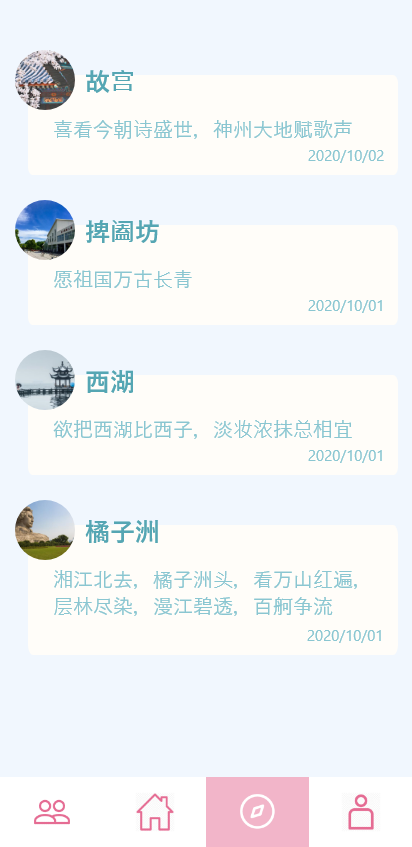 故宫
喜看今朝诗盛世，神州大地赋歌声
2020/10/02
捭阖坊
愿祖国万古长青
2020/10/01
西湖
欲把西湖比西子，淡妆浓抹总相宜
2020/10/01
橘子洲
湘江北去，橘子洲头，看万山红遍，
层林尽染，漫江碧透，百舸争流
2020/10/01